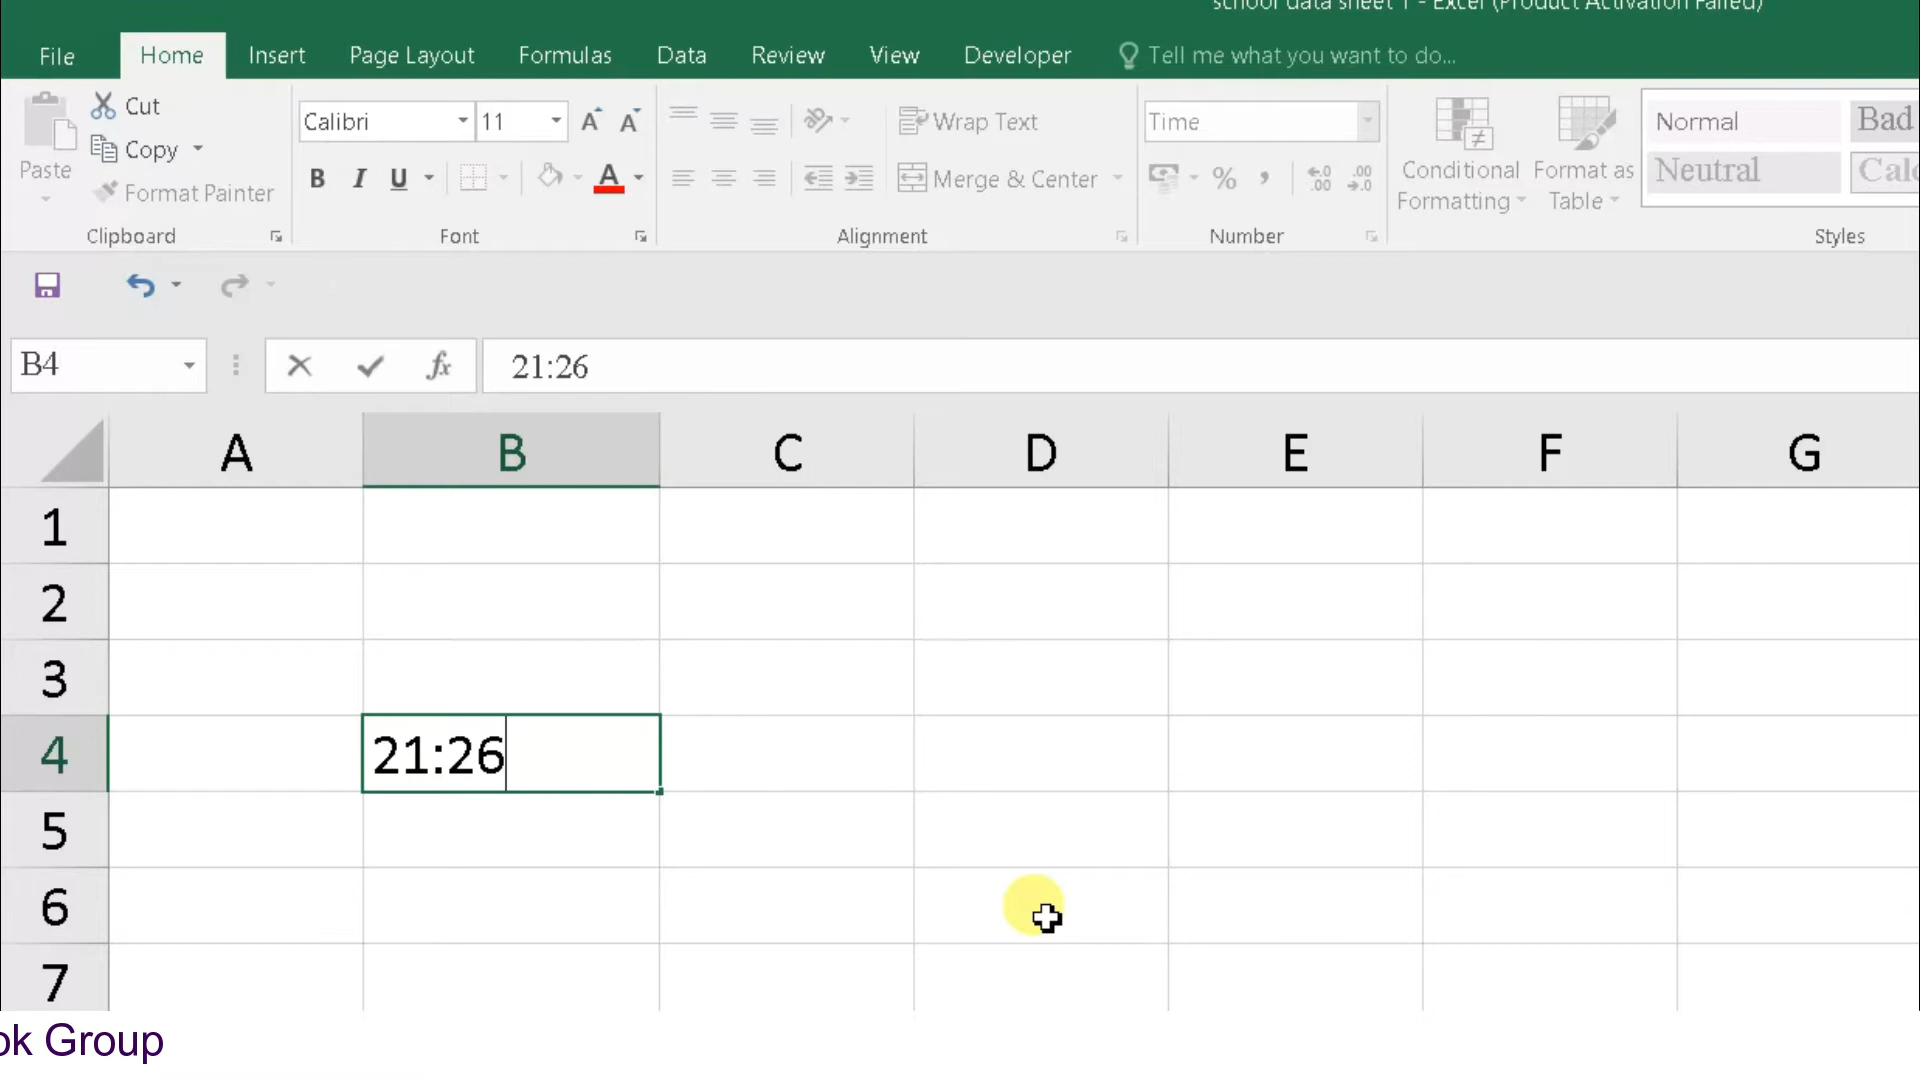 school data sheet 1 - Excel (Product Activation Failed)
File Home Insert Page Layout Formulas Data Review View Developer Tell me what you want to do...
Cut
Copy
Format Painter
Paste
Clipboard
Calibri 11
B I U A
Font
Wrap Text
Merge & Center
Alignment
Time
% , .00 .0
Number
Conditional Formatting
Format as Table
Normal Bad
Neutral
Styles
B4 fx 21:26
A B C D E F G
1
2
3
4 21:26
5
6
7
Group